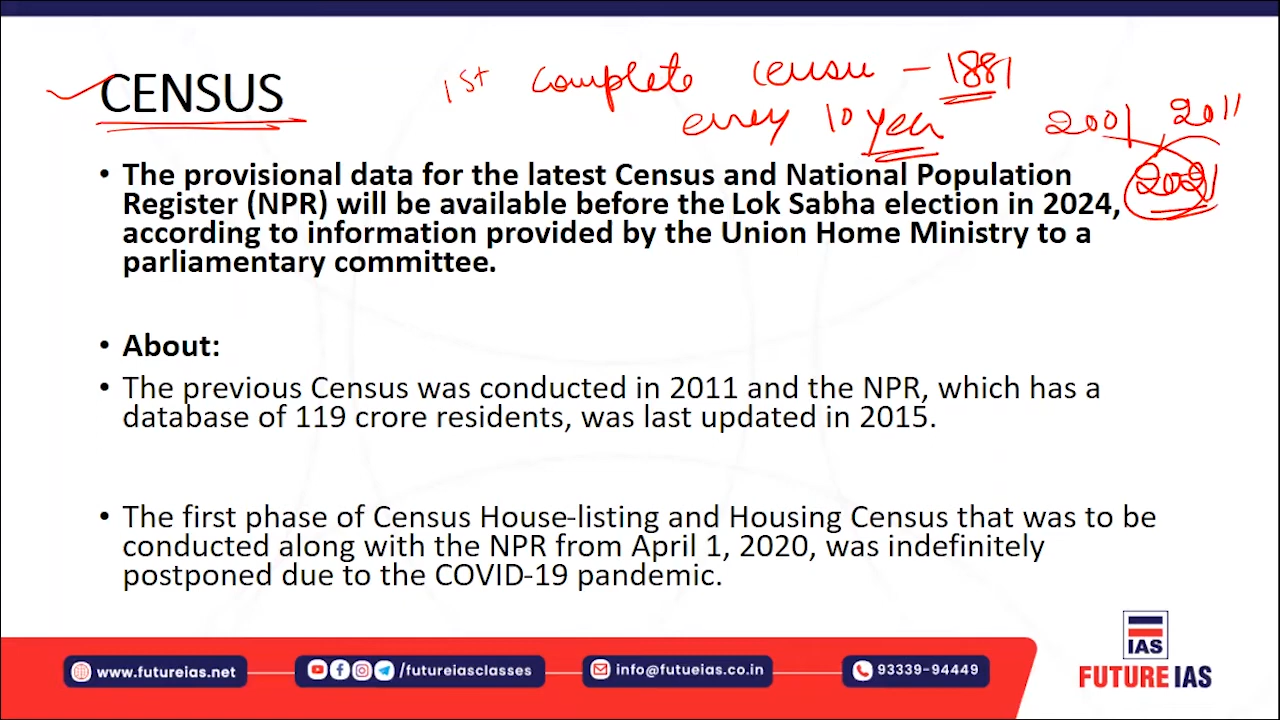 CENSUS
1st complete census - 1881
every 10 year
2001 2011
2021
• The provisional data for the latest Census and National Population
Register (NPR) will be available before the Lok Sabha election in 2024,
according to information provided by the Union Home Ministry to a
parliamentary committee.
• About:
• The previous Census was conducted in 2011 and the NPR, which has a
database of 119 crore residents, was last updated in 2015.
• The first phase of Census House-listing and Housing Census that was to be
conducted along with the NPR from April 1, 2020, was indefinitely
postponed due to the COVID-19 pandemic.
www.futureias.net
/futureiasclasses
info@futueias.co.in
93339-94449
IAS
FUTURE IAS